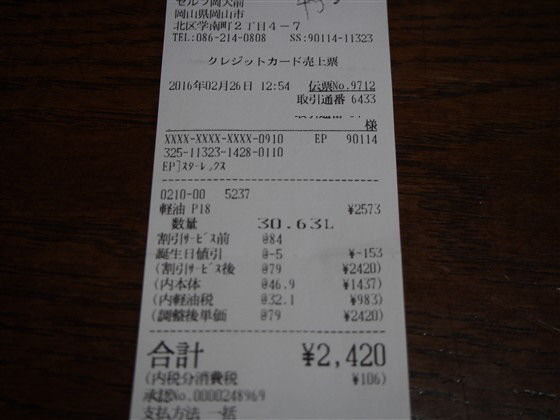 セルフ岡大前
岡山県岡山市
北区学南町2丁目4-7
TEL:086-214-0808 SS:90114-11323
クレジットカード売上票
2016年02月26日 12:54 伝票No.9712
取引通番 6433
様
XXXX-XXXX-XXXX-0910 EP 90114
325-11323-1428-0110
EP]スターレックス
0210-00 5237
軽油 P18 ¥2573
数量 30.63L
割引サービス前 @84
誕生日値引 @-5 ¥-153
(割引サービス後 @79 ¥2420)
(内本体 @46.9 ¥1437)
(内軽油税 @32.1 ¥983)
(調整後単価 @79 ¥2420)
合計 ¥2,420
(内税分消費税 ¥106)
承認No.0000248969
支払方法 一括